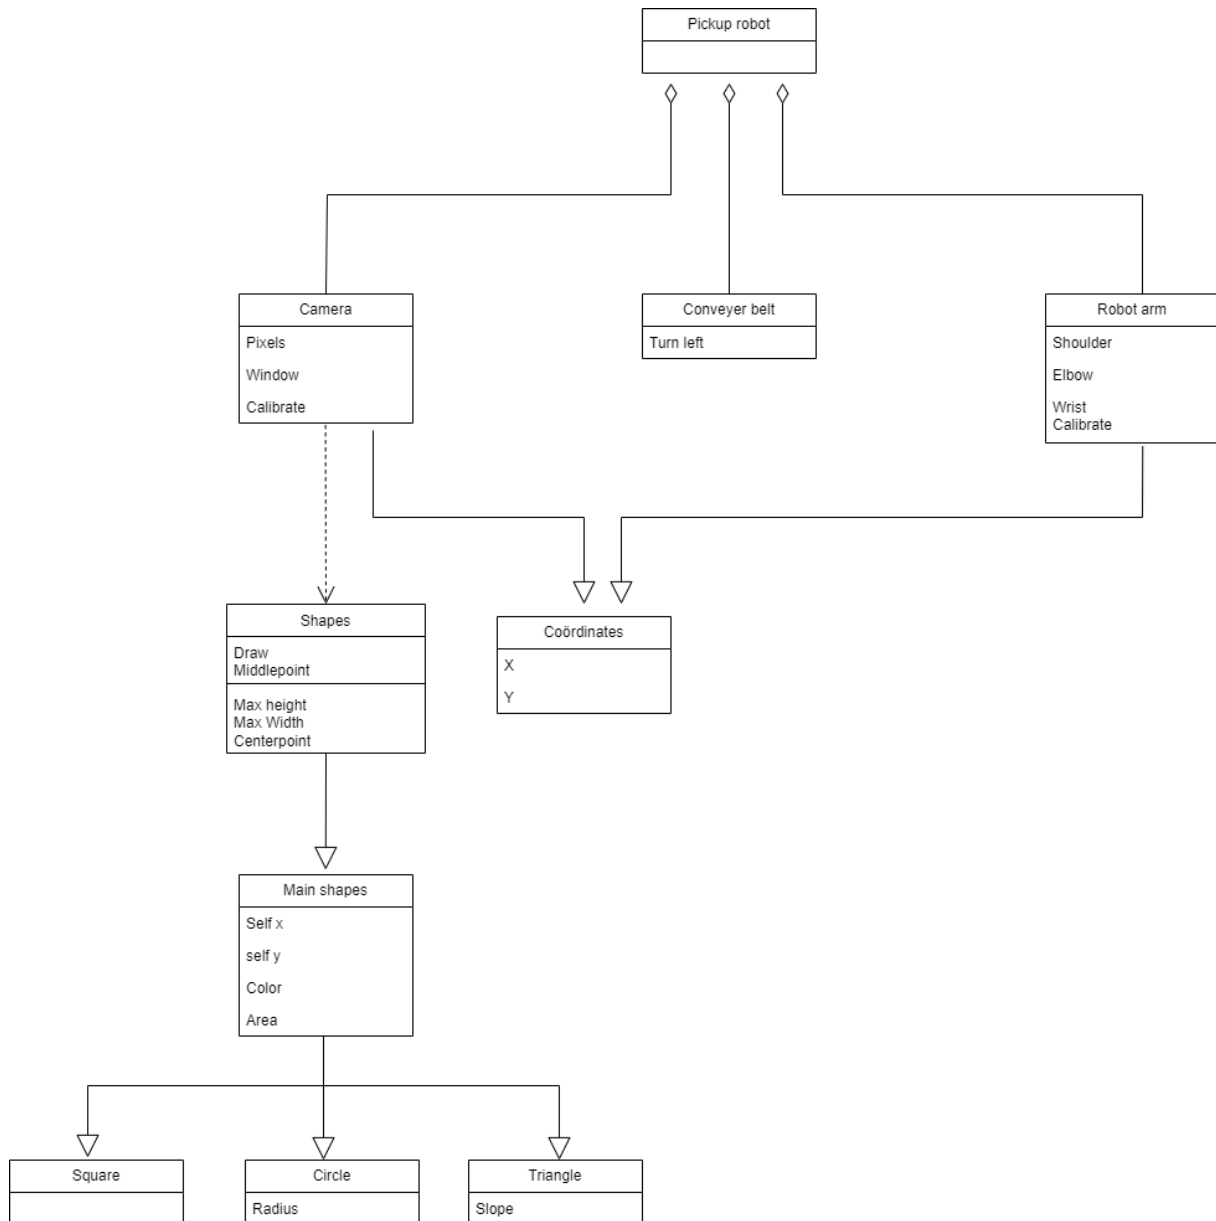 Pickup robot
Camera
Pixels
Window
Calibrate
Conveyer belt
Turn left
Robot arm
Shoulder
Elbow
Wrist
Calibrate
Shapes
Draw
Middlepoint
Max height
Max Width
Centerpoint
Coördinates
X
Y
Main shapes
Self x
self y
Color
Area
Square
Circle
Radius
Triangle
Slope